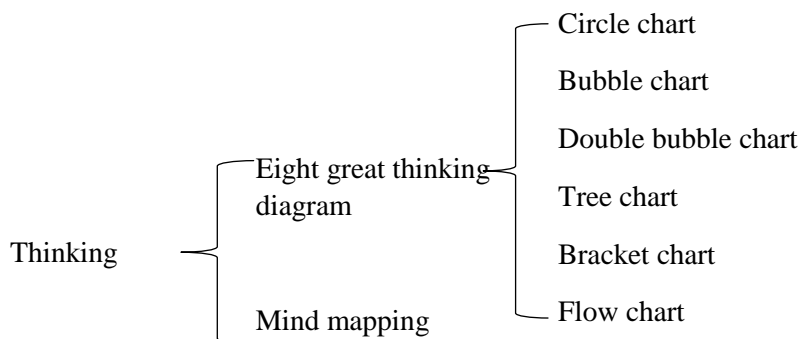 Circle chart
Bubble chart
Double bubble chart
Eight great thinking
diagram
Tree chart
Thinking
Bracket chart
Mind mapping
Flow chart